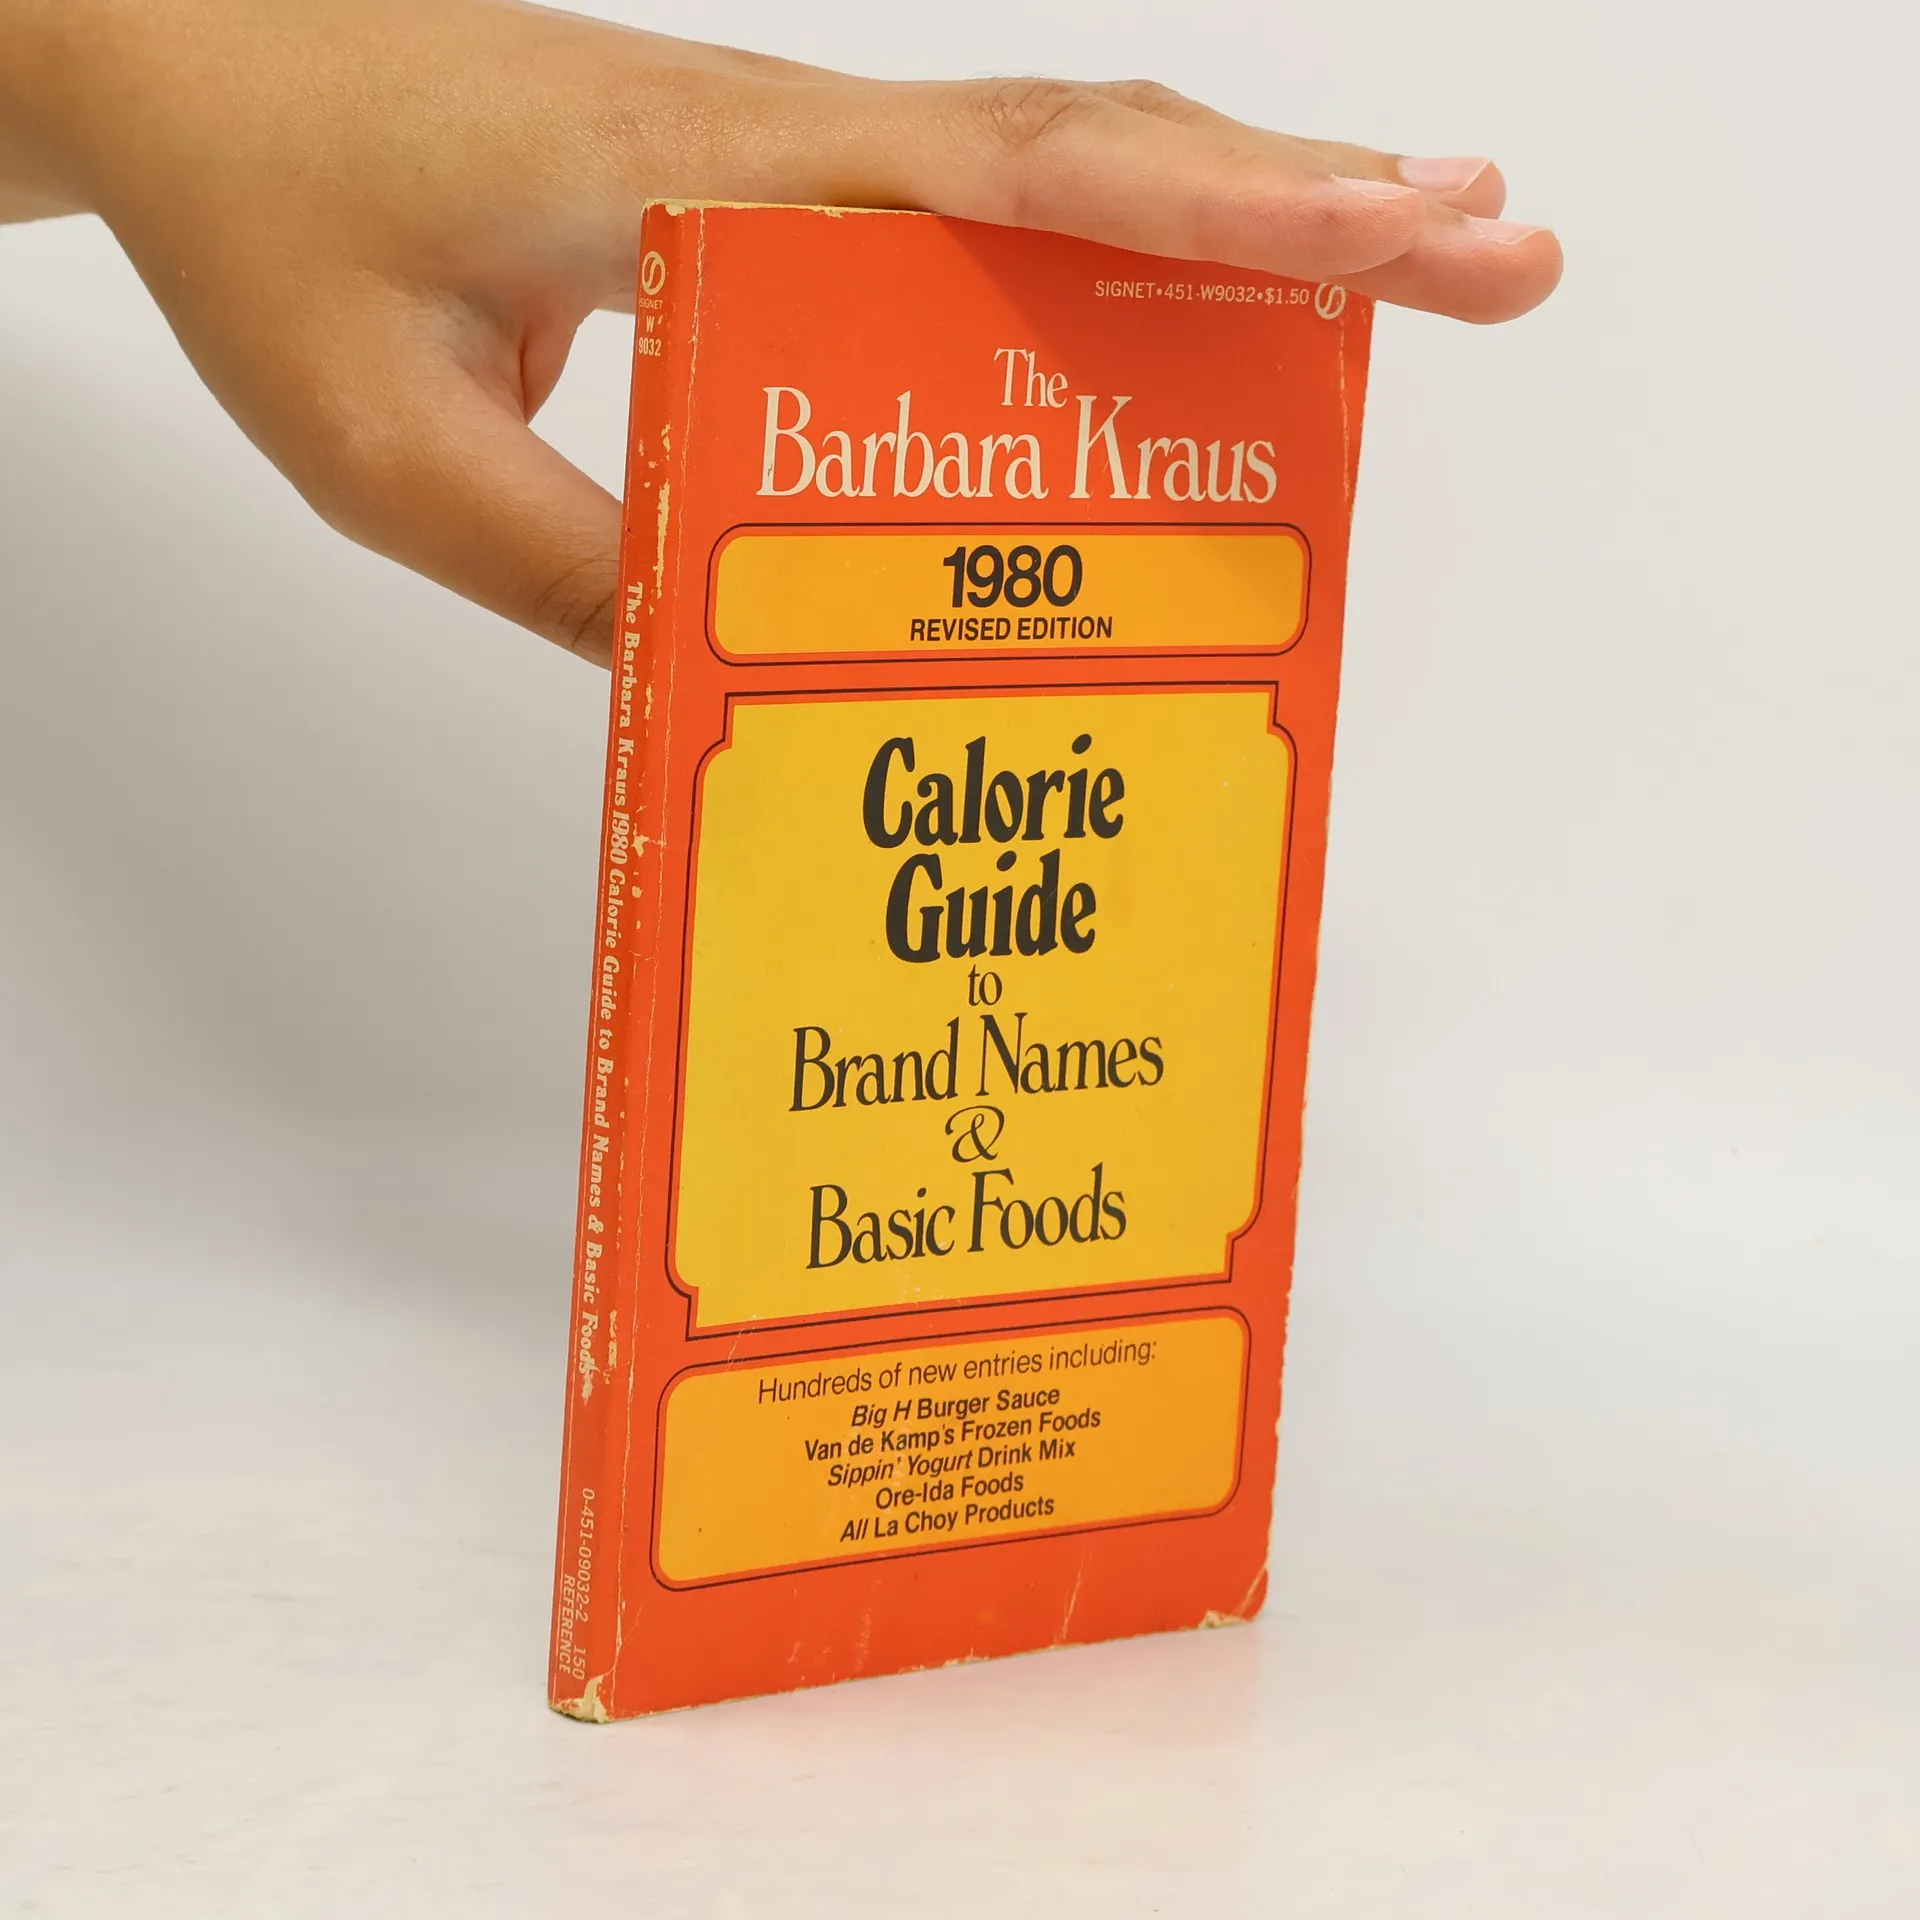 SIGNET
W
9032
The Barbara Kraus 1980 Calorie Guide to Brand Names & Basic Foods
0-451-09032-2 150
REFERENCE
SIGNET•451-W9032•$1.50
The
Barbara Kraus
1980
REVISED EDITION
Calorie
Guide
to
Brand Names
&
Basic Foods
Hundreds of new entries including:
Big H Burger Sauce
Van de Kamp's Frozen Foods
Sippin' Yogurt Drink Mix
Ore-Ida Foods
All La Choy Products